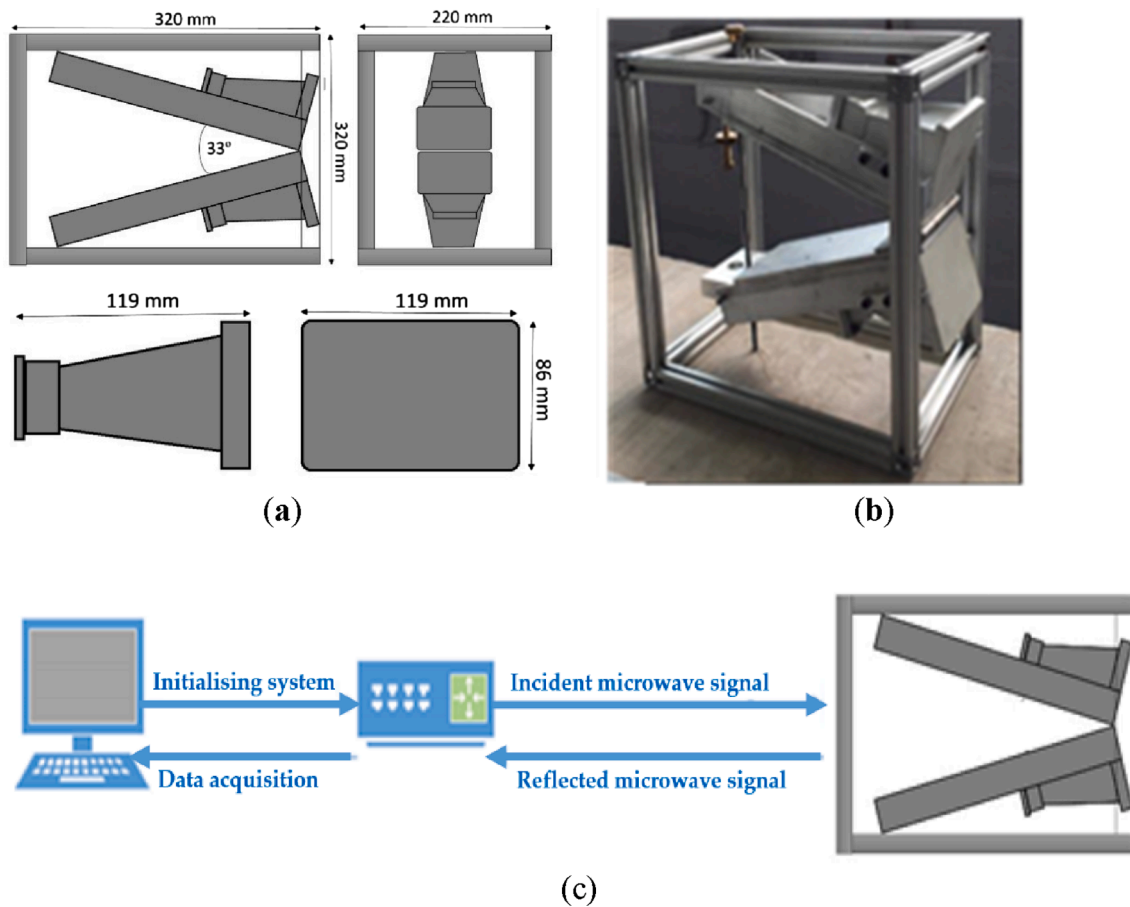 320 mm
220 mm
33°
320 mm
119 mm
119 mm
86 mm
(a)
(b)
Initialising system
Incident microwave signal
Data acquisition
Reflected microwave signal
(c)